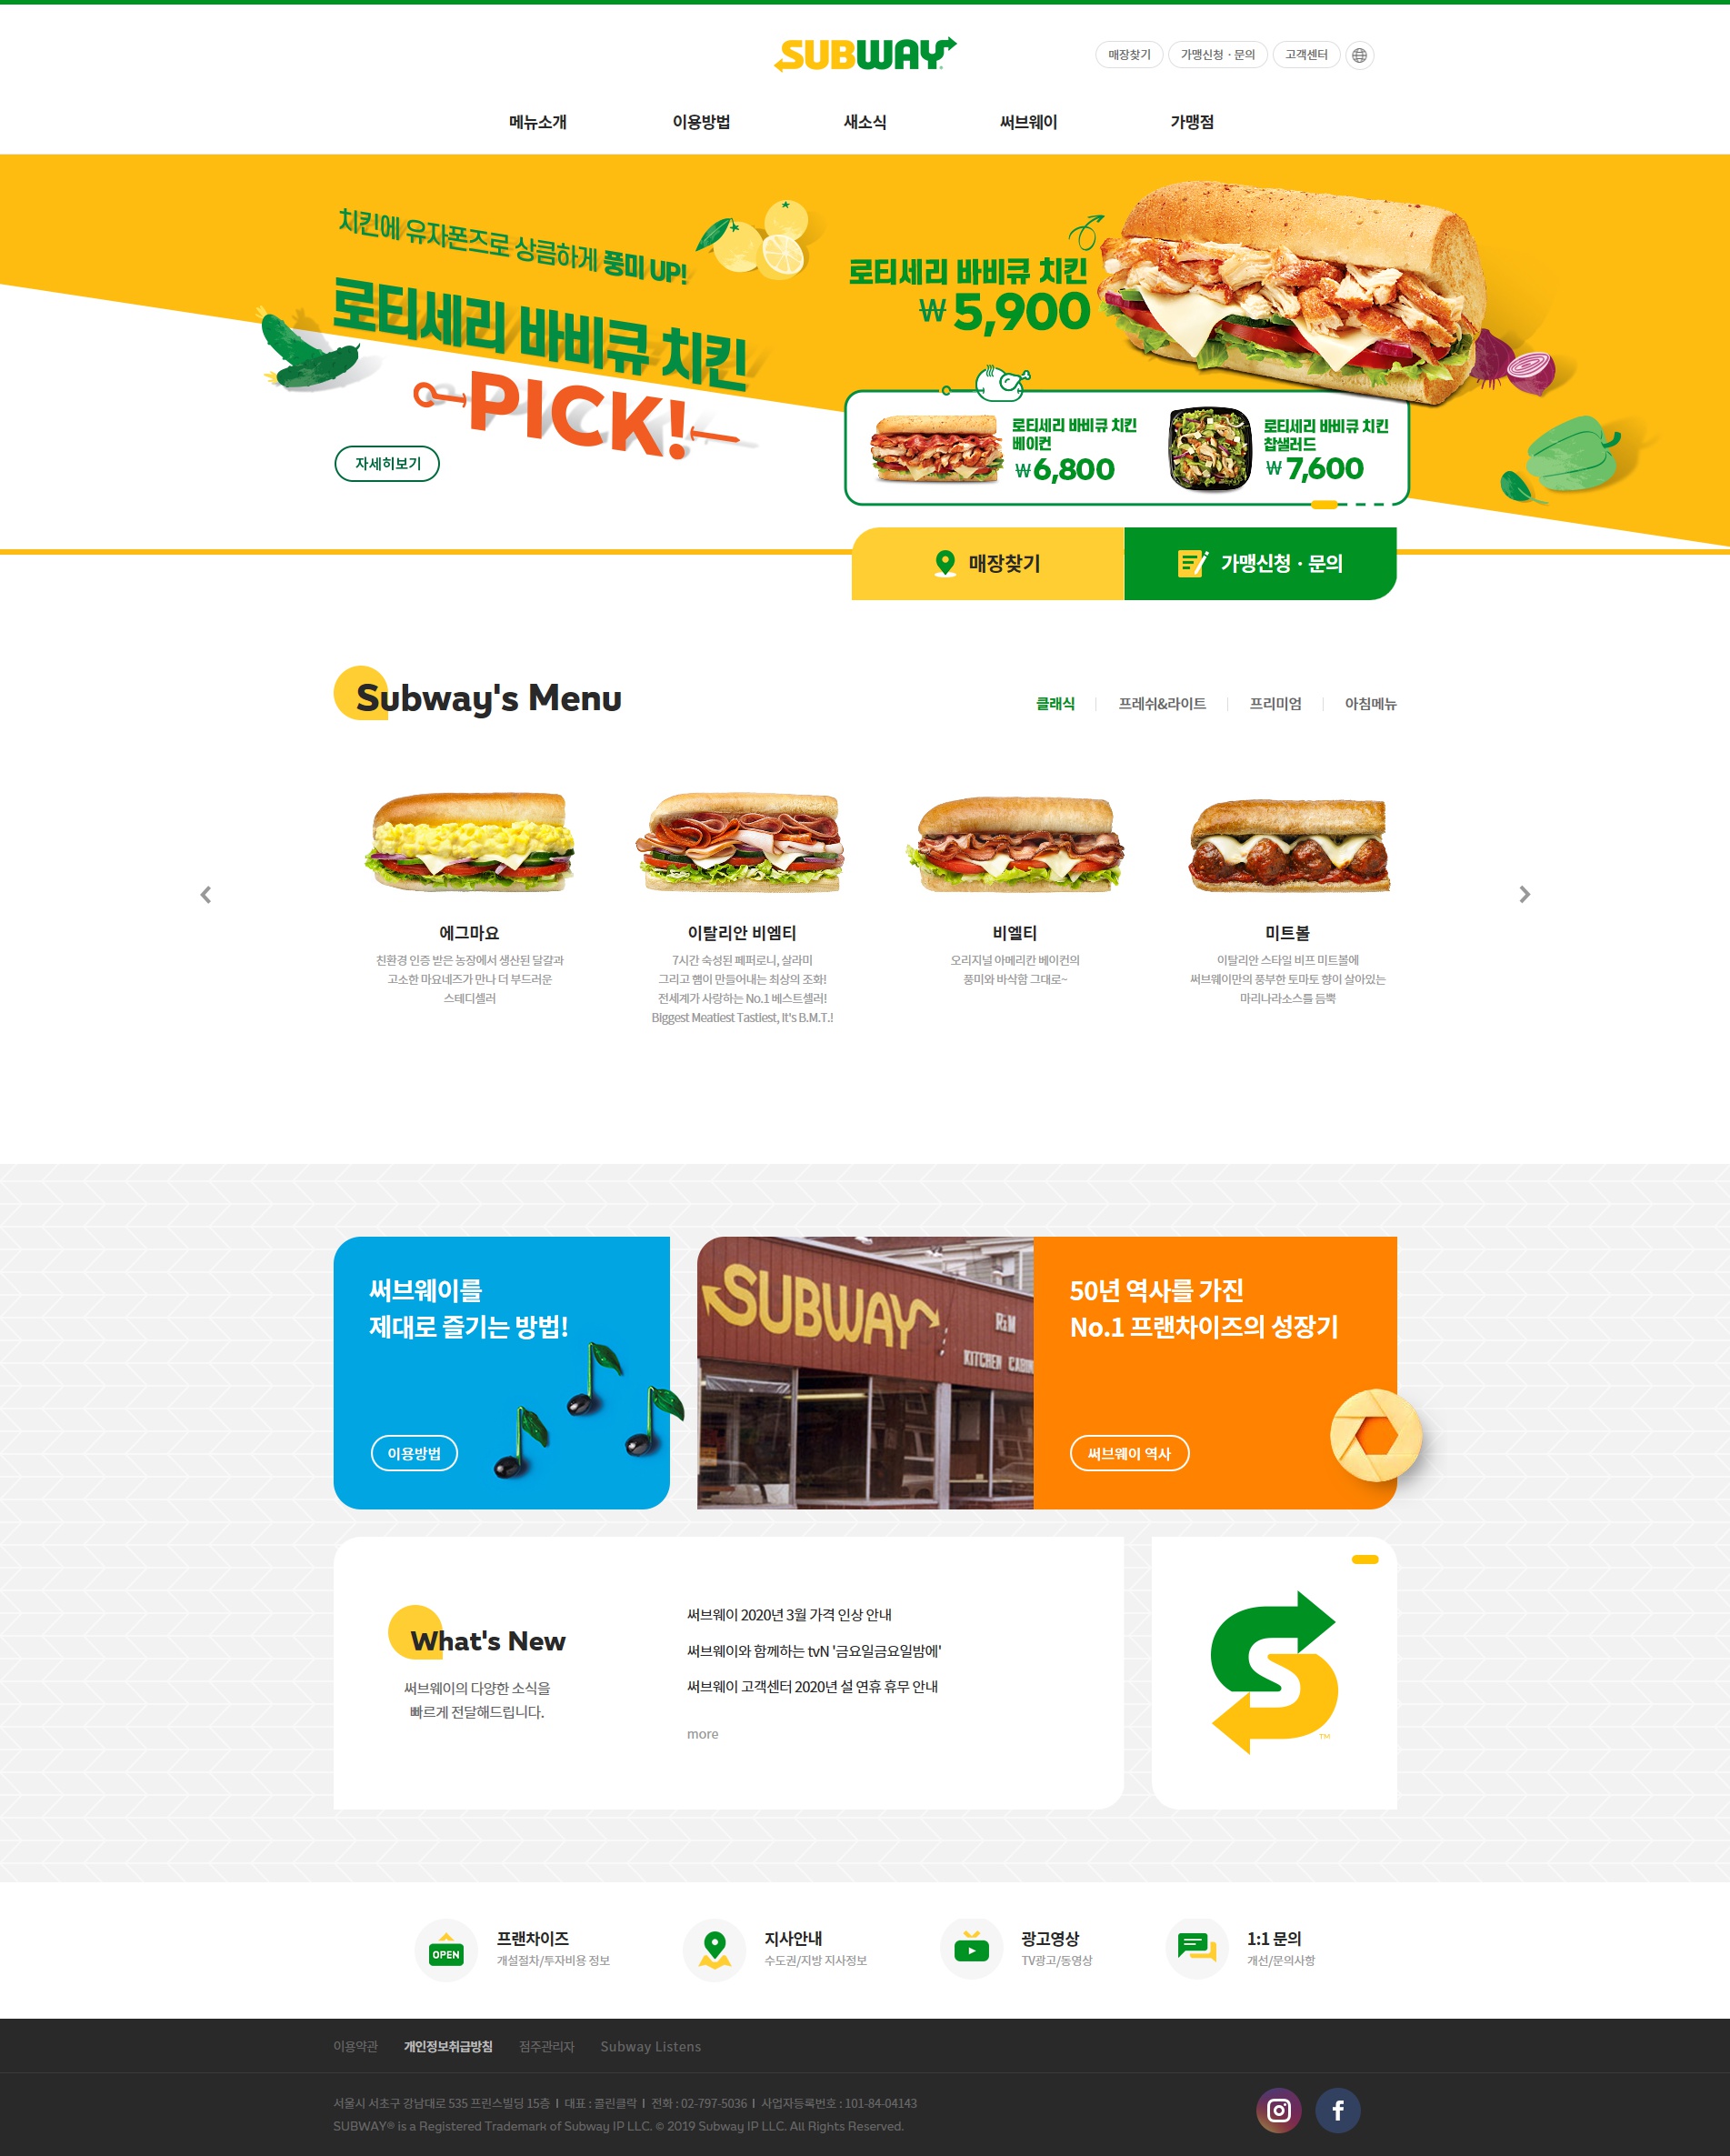 SUBWAY
매장찾기
가맹신청 · 문의
고객센터
메뉴소개
이용방법
새소식
써브웨이
가맹점
치킨에 유자폰즈로 상큼하게 풍미 UP!
로티세리 바비큐 치킨
PICK!
자세히보기
로티세리 바비큐 치킨
₩5,900
로티세리 바비큐 치킨
베이컨
₩6,800
로티세리 바비큐 치킨
찹샐러드
₩7,600
매장찾기
가맹신청 · 문의
Subway's Menu
클래식
프레쉬&라이트
프리미엄
아침메뉴
에그마요
친환경 인증 받은 농장에서 생산된 달걀과
고소한 마요네즈가 만나 더 부드러운
스테디셀러
이탈리안 비엠티
7시간 숙성된 페퍼로니, 살라미
그리고 햄이 만들어내는 최상의 조화!
전세계가 사랑하는 No.1 베스트셀러!
Biggest Meatiest Tastiest, It's B.M.T.!
비엘티
오리지널 아메리칸 베이컨의
풍미와 바삭함 그대로~
미트볼
이탈리안 스타일 비프 미트볼에
써브웨이만의 풍부한 토마토 향이 살아있는
마리나라소스를 듬뿍
써브웨이를
제대로 즐기는 방법!
이용방법
SUBWAY
R&M
KITCHEN CABIN
50년 역사를 가진
No.1 프랜차이즈의 성장기
써브웨이 역사
What's New
써브웨이의 다양한 소식을
빠르게 전달해드립니다.
써브웨이 2020년 3월 가격 인상 안내
써브웨이와 함께하는 tvN '금요일금요일밤에'
써브웨이 고객센터 2020년 설 연휴 휴무 안내
more
TM
OPEN
프랜차이즈
개설절차/투자비용 정보
지사안내
수도권/지방 지사정보
광고영상
TV광고/동영상
1:1 문의
개선/문의사항
이용약관
개인정보취급방침
점주관리자
Subway Listens
서울시 서초구 강남대로 535 프린스빌딩 15층 I 대표 : 콜린클락 I 전화 : 02-797-5036 I 사업자등록번호 : 101-84-04143
SUBWAY® is a Registered Trademark of Subway IP LLC. © 2019 Subway IP LLC. All Rights Reserved.